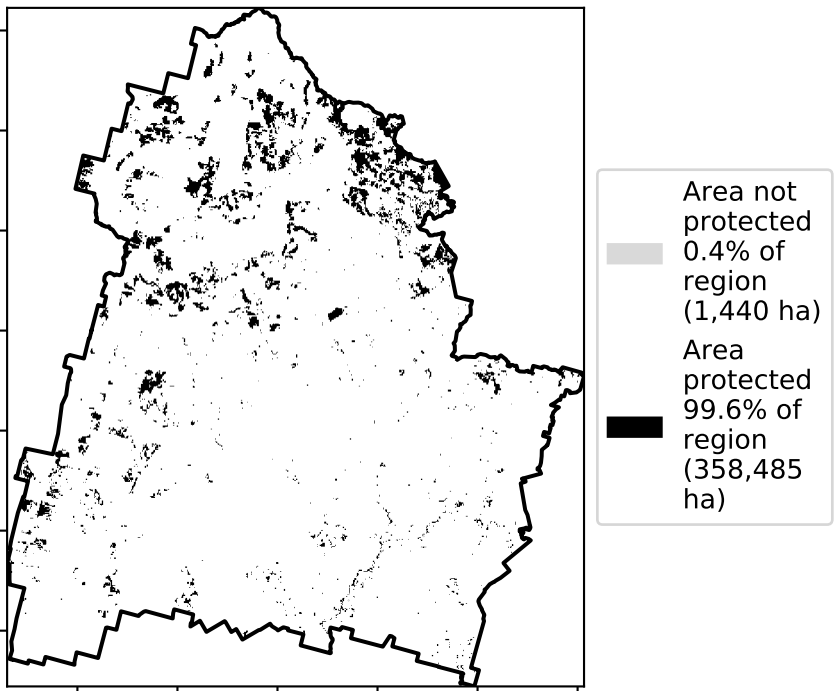 Area not
protected
0.4% of
region
(1,440 ha)
Area
protected
99.6% of
region
(358,485
ha)